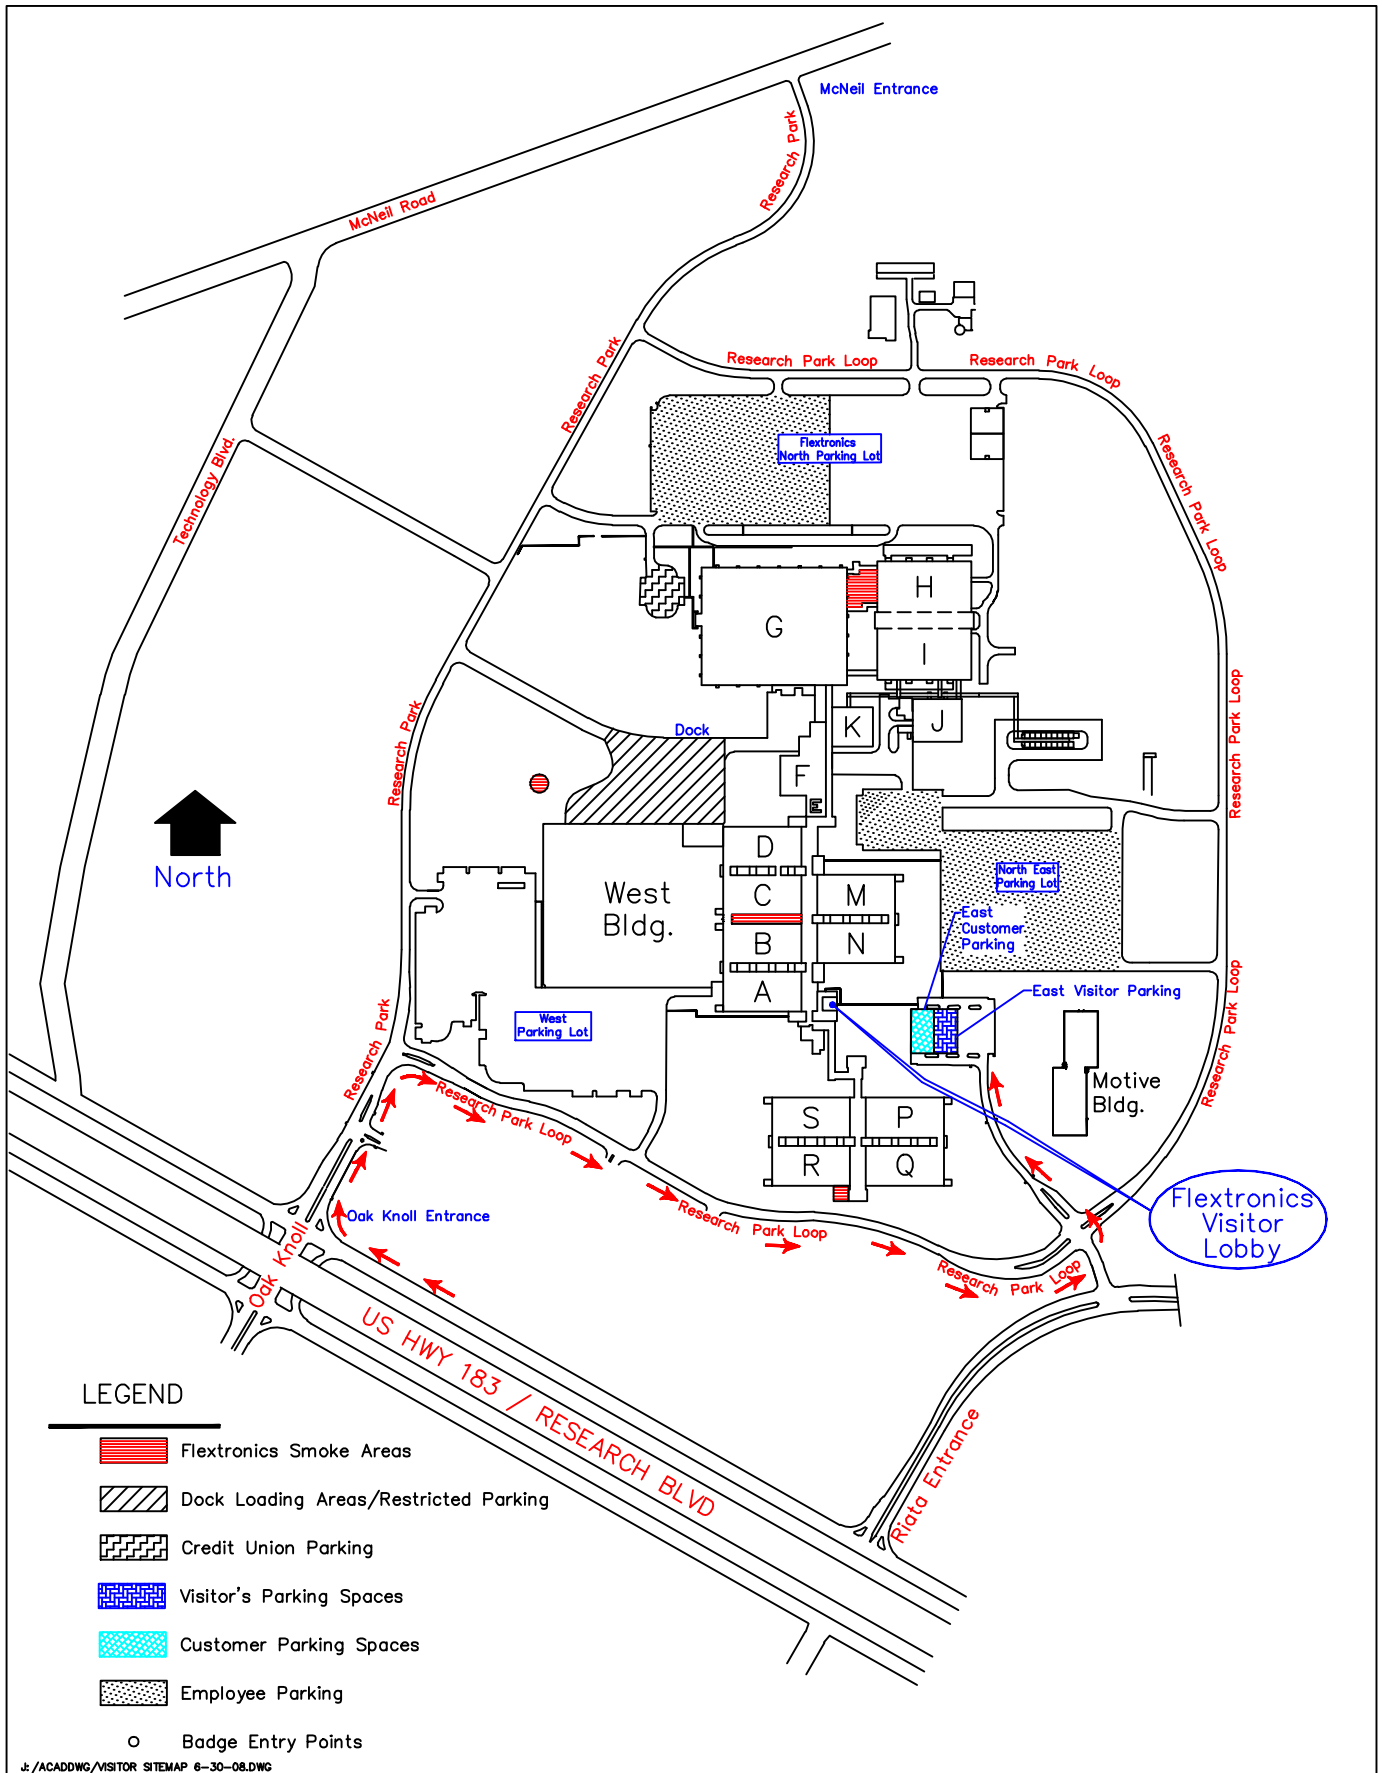 McNeil Entrance
Research Park
McNeil Road
Research Park
Research Park Loop
Research Park Loop
Technology Blvd.
Flextronics
North Parking Lot
Research Park Loop
H
G
I
Research Park
Dock
K
J
Research Park Loop
F
E
North
D
West
Bldg.
C
M
B
N
A
North East
Parking Lot
East
Customer
Parking
East Visitor Parking
West
Parking Lot
Research Park
Research Park Loop
Motive
Bldg.
Research Park Loop
S
P
R
Q
Flextronics
Visitor
Lobby
Oak Knoll Entrance
Research Park Loop
Research Park Loop
Oak Knoll
US HWY 183 / RESEARCH BLVD
Riata Entrance
LEGEND
Flextronics Smoke Areas
Dock Loading Areas/Restricted Parking
Credit Union Parking
Visitor's Parking Spaces
Customer Parking Spaces
Employee Parking
Badge Entry Points
J:/ACADDWG/VISITOR SITEMAP 6-30-08.DWG